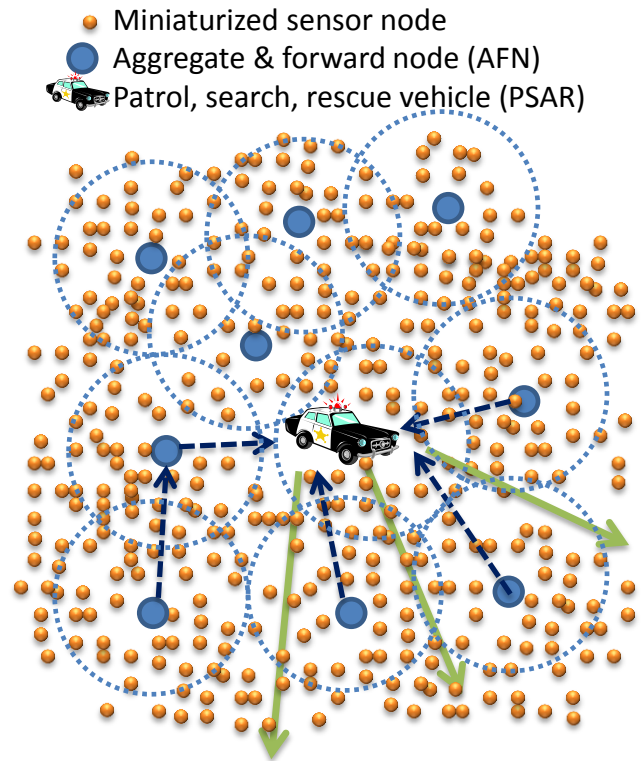 Miniaturized sensor node
Aggregate & forward node (AFN)
Patrol, search, rescue vehicle (PSAR)